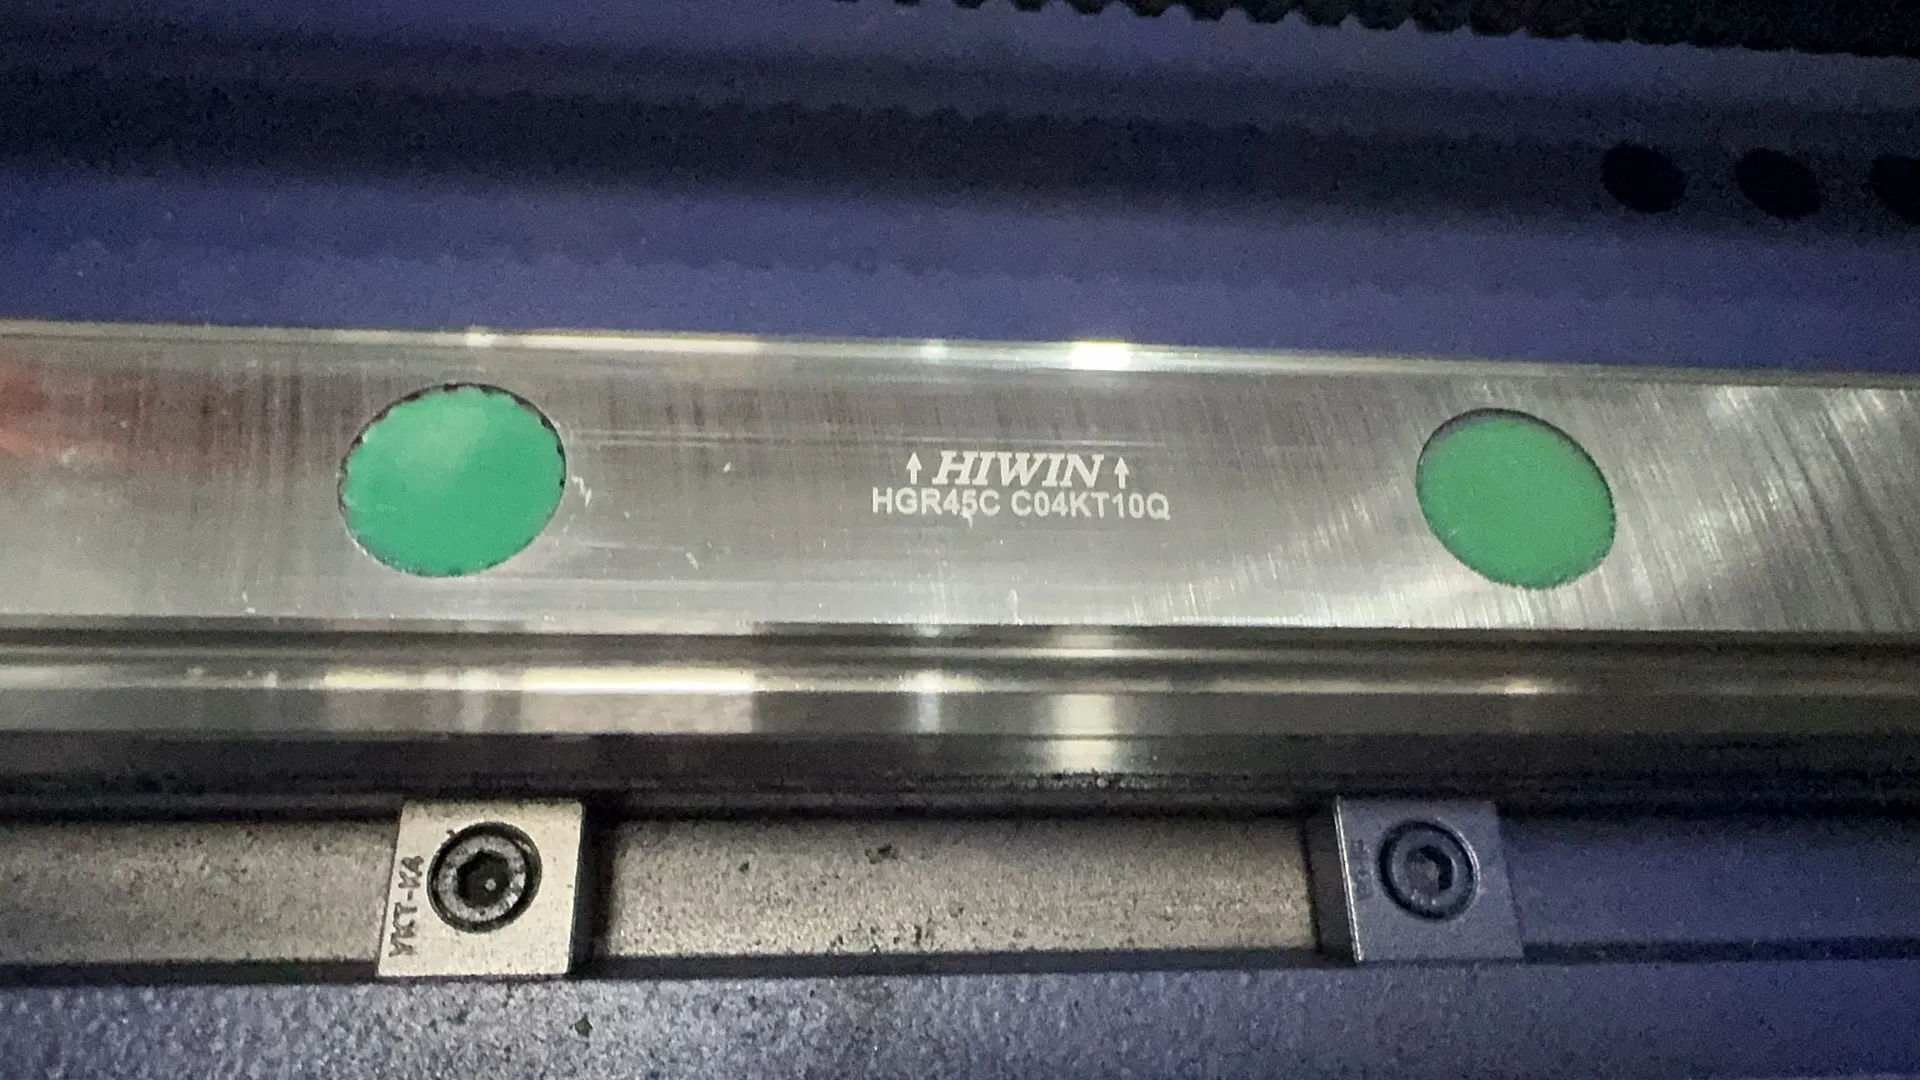 ↑ HIWIN ↑
HGR45C C04KT10Q